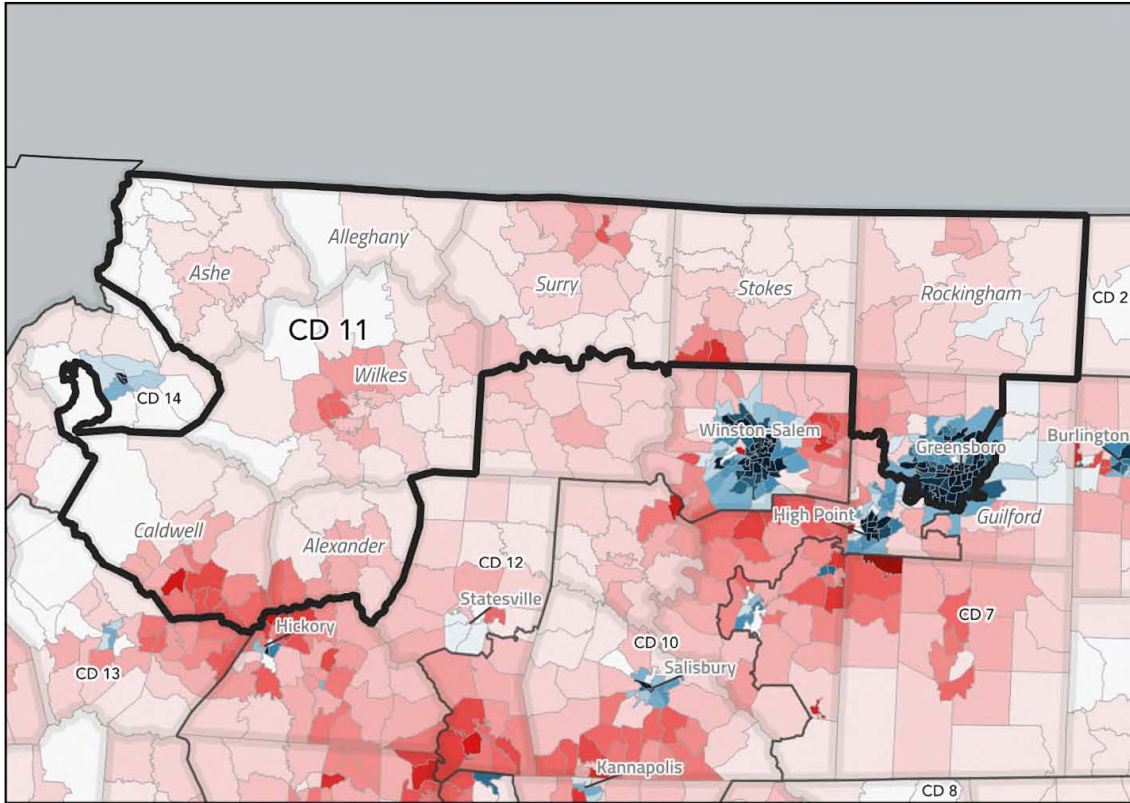 Alleghany
Ashe
Surry
Stokes
Rockingham
CD 2
CD 11
Wilkes
CD 14
Winston-Salem
Greensboro
Burlington
High Point
Guilford
Caldwell
Alexander
CD 12
Statesville
Hickory
CD 7
CD 10
Salisbury
CD 13
Kannapolis
CD 8